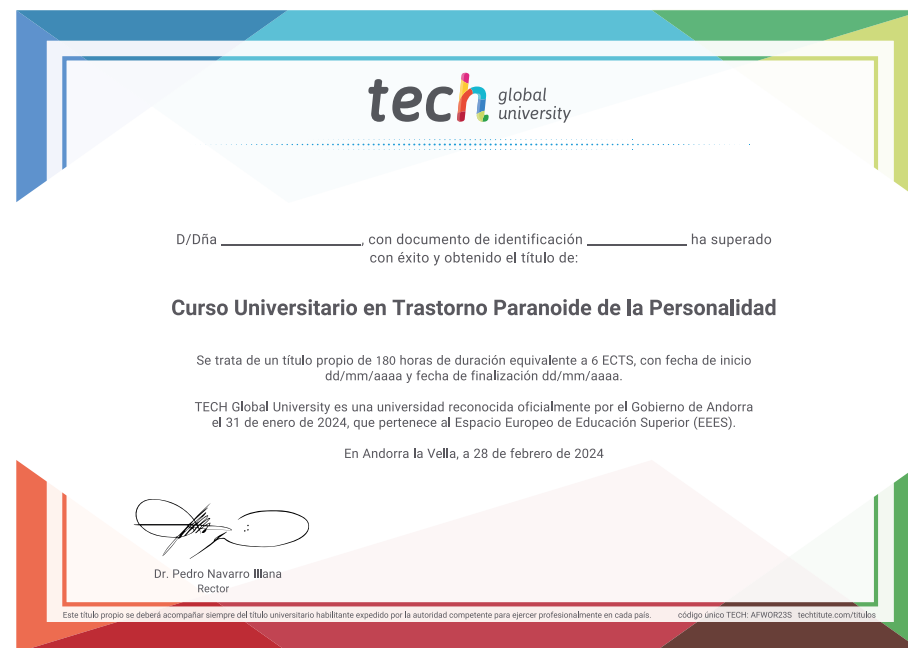 tech global university
D/Dña ____________________, con documento de identificación ______________ ha superado
con éxito y obtenido el título de:
Curso Universitario en Trastorno Paranoide de la Personalidad
Se trata de un título propio de 180 horas de duración equivalente a 6 ECTS, con fecha de inicio
dd/mm/aaaa y fecha de finalización dd/mm/aaaa.
TECH Global University es una universidad reconocida oficialmente por el Gobierno de Andorra
el 31 de enero de 2024, que pertenece al Espacio Europeo de Educación Superior (EEES).
En Andorra la Vella, a 28 de febrero de 2024
Dr. Pedro Navarro Illana
Rector
Este título propio se deberá acompañar siempre del título universitario habilitante expedido por la autoridad competente para ejercer profesionalmente en cada país. código único TECH: AFWOR23S techtitute.com/titulos